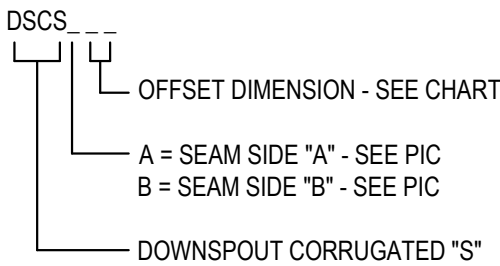 DSCS_ _ _
OFFSET DIMENSION - SEE CHART
A = SEAM SIDE "A" - SEE PIC
B = SEAM SIDE "B" - SEE PIC
DOWNSPOUT CORRUGATED "S"